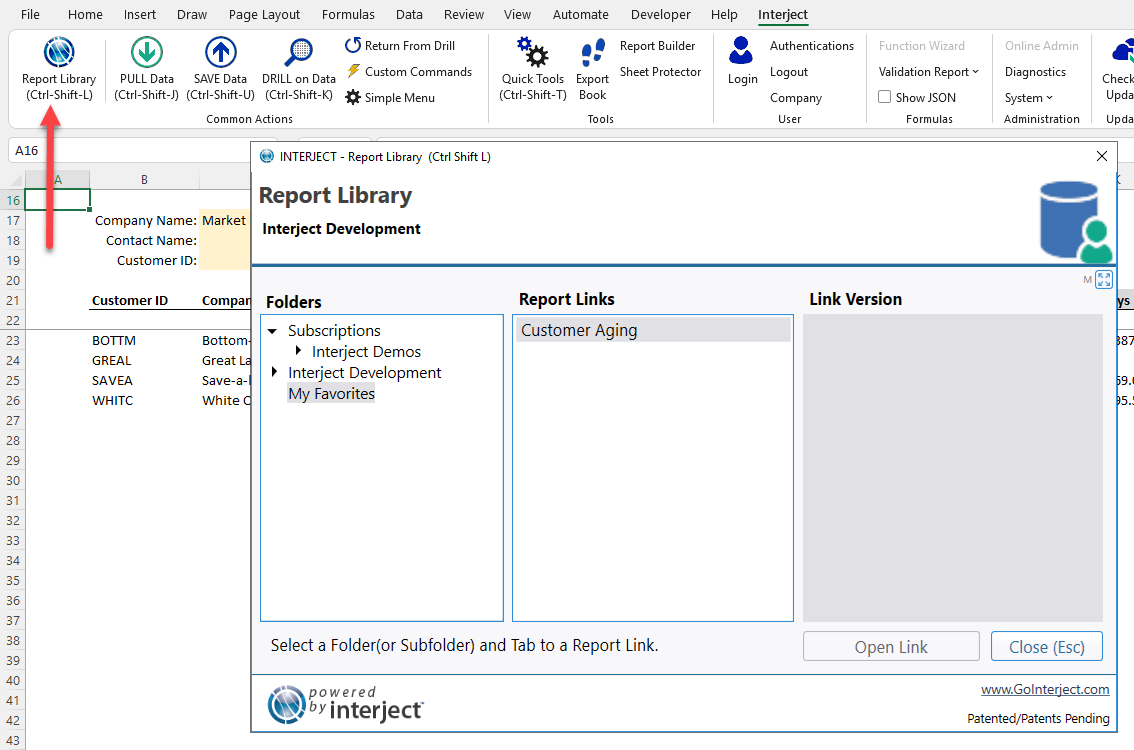 File Home Insert Draw Page Layout Formulas Data Review View Automate Developer Help Interject
Report Library
(Ctrl-Shift-L)
PULL Data
(Ctrl-Shift-J)
SAVE Data
(Ctrl-Shift-U)
DRILL on Data
(Ctrl-Shift-K)
Return From Drill
Custom Commands
Simple Menu
Common Actions
Quick Tools
(Ctrl-Shift-T)
Export
Book
Report Builder
Sheet Protector
Tools
Login
Authentications
Logout
Company
User
Function Wizard
Validation Report
Show JSON
Formulas
Online Admin
Diagnostics
System
Administration
Check
Upda
Upda
A16
A B
16
17 Company Name: Market
18 Contact Name:
19 Customer ID:
20
21 Customer ID Compan ys
22
23 BOTTM Bottom- 387
24 GREAL Great La
25 SAVEA Save-a-l 59.0
26 WHITC White C 95.5
27
28
29
30
31
32
33
34
35
36
37
38
39
40
41
42
43
INTERJECT - Report Library (Ctrl Shift L)
Report Library
Interject Development
M
Folders
Subscriptions
Interject Demos
Interject Development
My Favorites
Report Links
Customer Aging
Link Version
Select a Folder(or Subfolder) and Tab to a Report Link.
Open Link
Close (Esc)
powered
by interject
www.GoInterject.com
Patented/Patents Pending